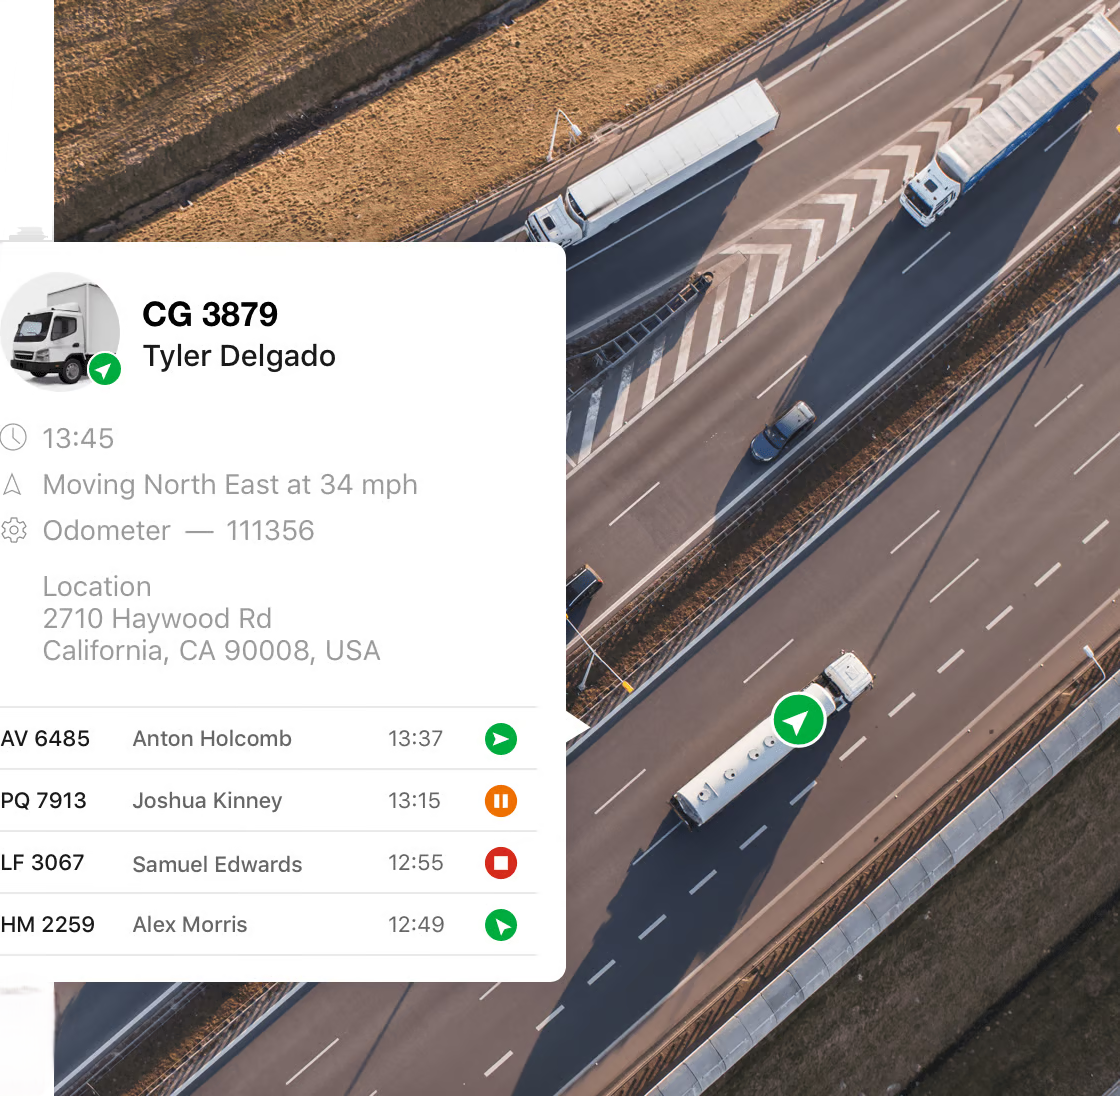 CG 3879
Tyler Delgado
13:45
Moving North East at 34 mph
Odometer — 111356
Location
2710 Haywood Rd
California, CA 90008, USA
AV 6485 Anton Holcomb 13:37
PQ 7913 Joshua Kinney 13:15
LF 3067 Samuel Edwards 12:55
HM 2259 Alex Morris 12:49